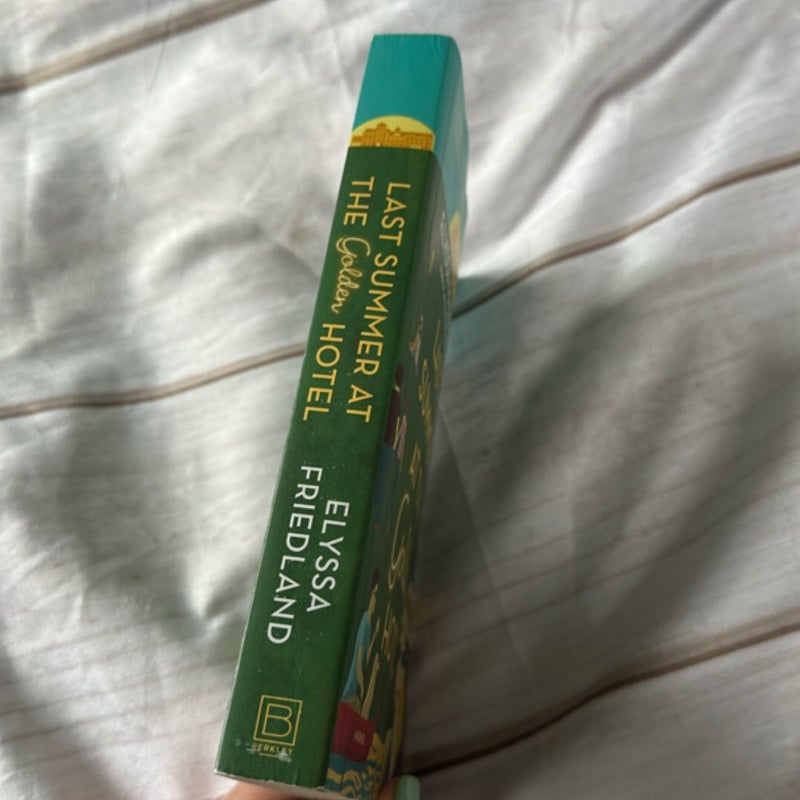 LAST SUMMER AT
THE Golden HOTEL
ELYSSA
FRIEDLAND
B
BERKLEY